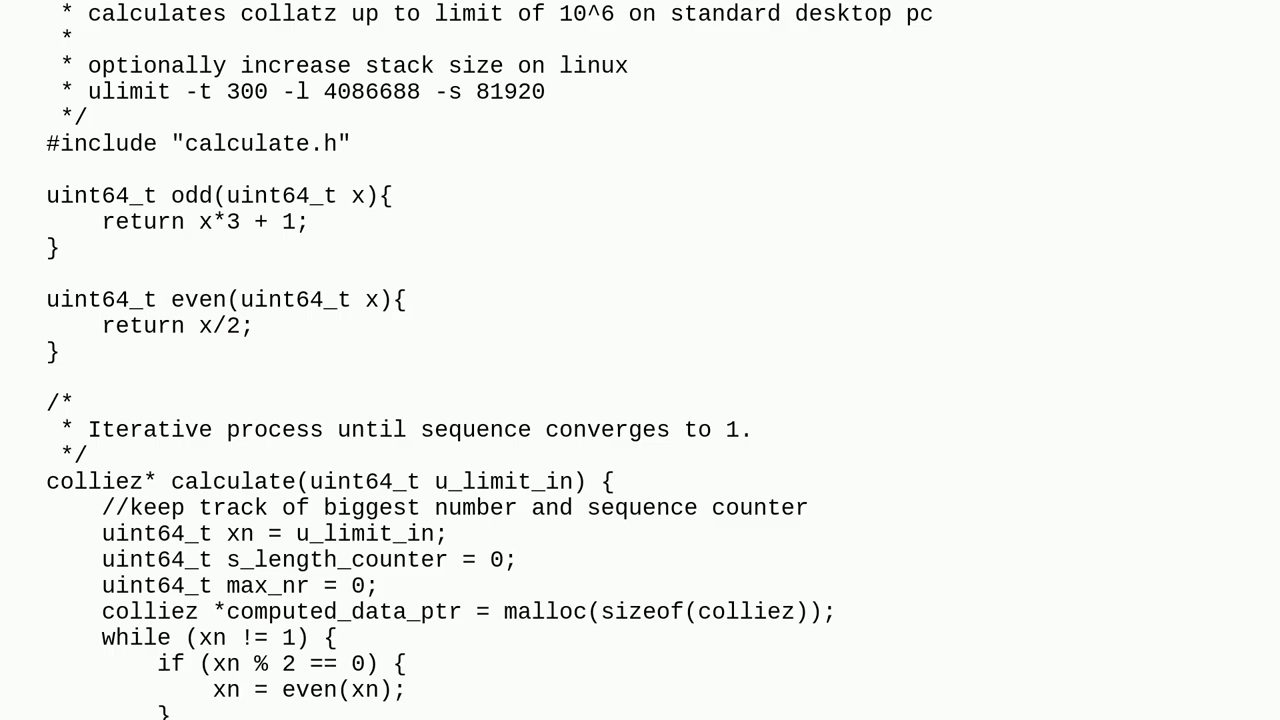 * calculates collatz up to limit of 10^6 on standard desktop pc
 *
 * optionally increase stack size on linux
 * ulimit -t 300 -l 4086688 -s 81920
 */
#include "calculate.h"

uint64_t odd(uint64_t x){
    return x*3 + 1;
}

uint64_t even(uint64_t x){
    return x/2;
}

/*
 * Iterative process until sequence converges to 1.
 */
colliez* calculate(uint64_t u_limit_in) {
    //keep track of biggest number and sequence counter
    uint64_t xn = u_limit_in;
    uint64_t s_length_counter = 0;
    uint64_t max_nr = 0;
    colliez *computed_data_ptr = malloc(sizeof(colliez));
    while (xn != 1) {
        if (xn % 2 == 0) {
            xn = even(xn);
        }